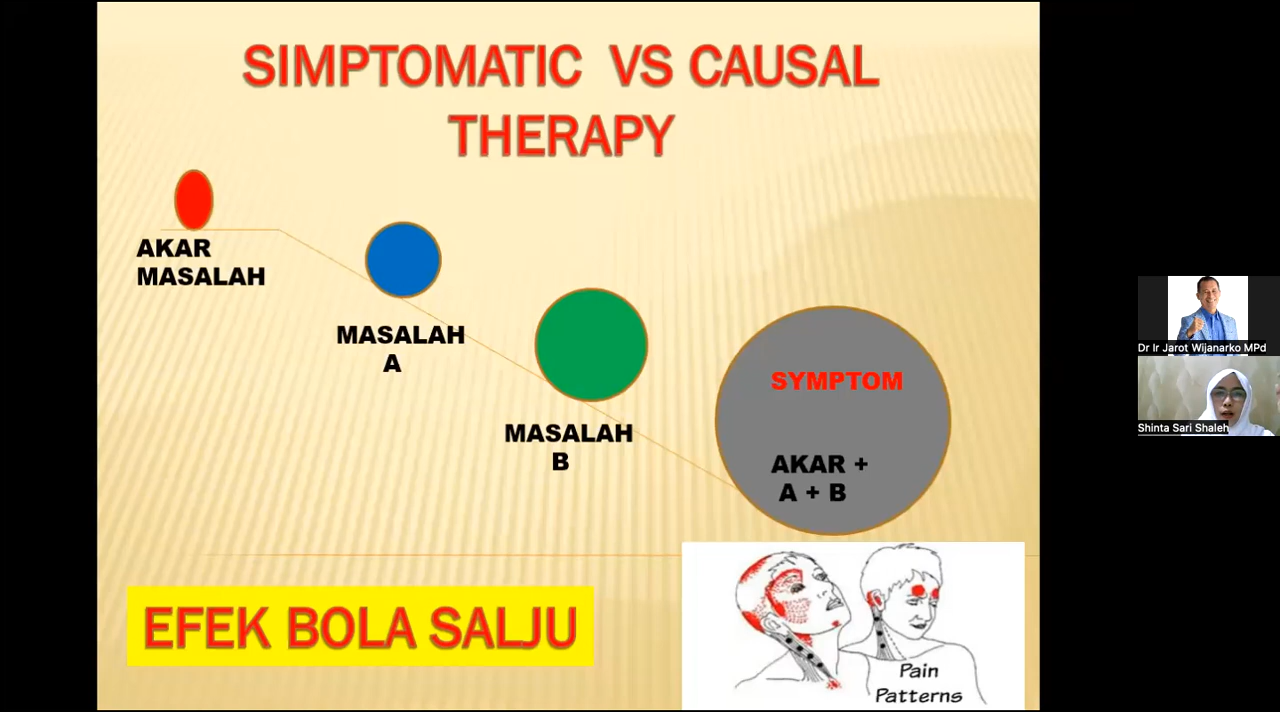 SIMPTOMATIC VS CAUSAL
THERAPY
AKAR
MASALAH
MASALAH
A
MASALAH
B
SYMPTOM
AKAR +
A + B
EFEK BOLA SALJU
Pain
Patterns
Dr Ir Jarot Wijanarko MPd
Shinta Sari Shaleh